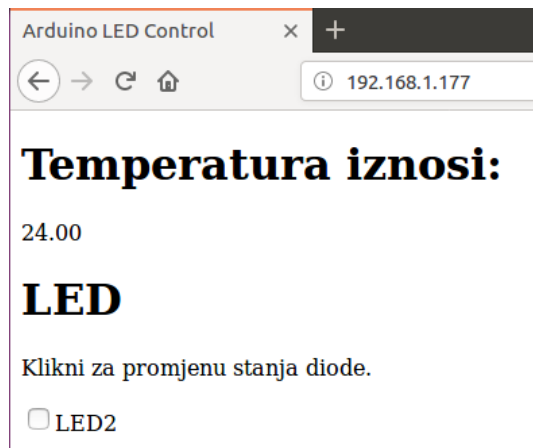 Arduino LED Control
192.168.1.177
Temperatura iznosi:
24.00
LED
Klikni za promjenu stanja diode.
LED2